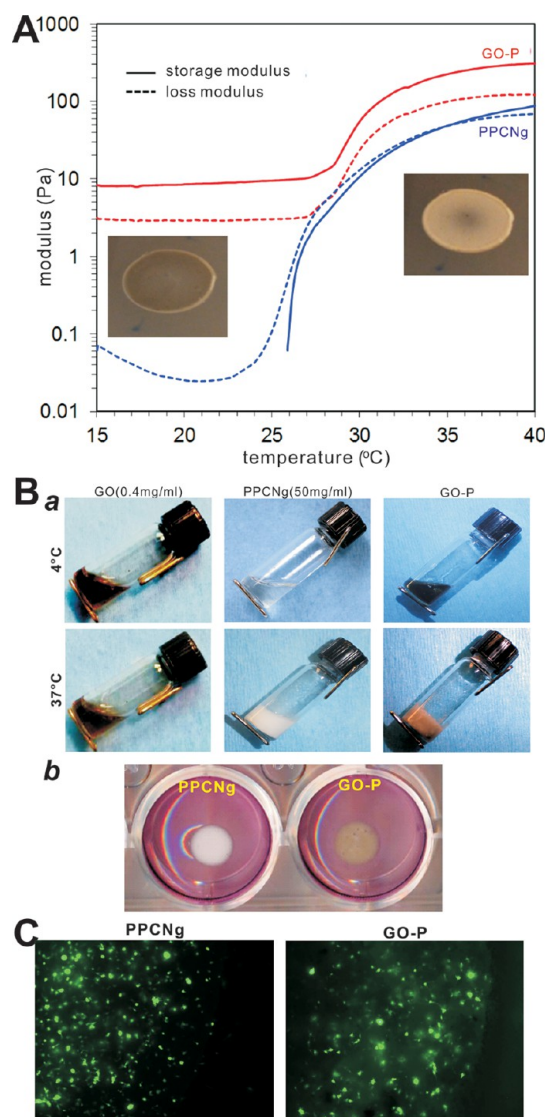 A
1000
100
10
1
0.1
0.01
modulus (Pa)
storage modulus
loss modulus
GO-P
PPCNg
15
20
25
30
35
40
temperature (ºC)
B
a
GO(0.4mg/ml)
PPCNg(50mg/ml)
GO-P
4°C
37°C
b
PPCNg
GO-P
C
PPCNg
GO-P